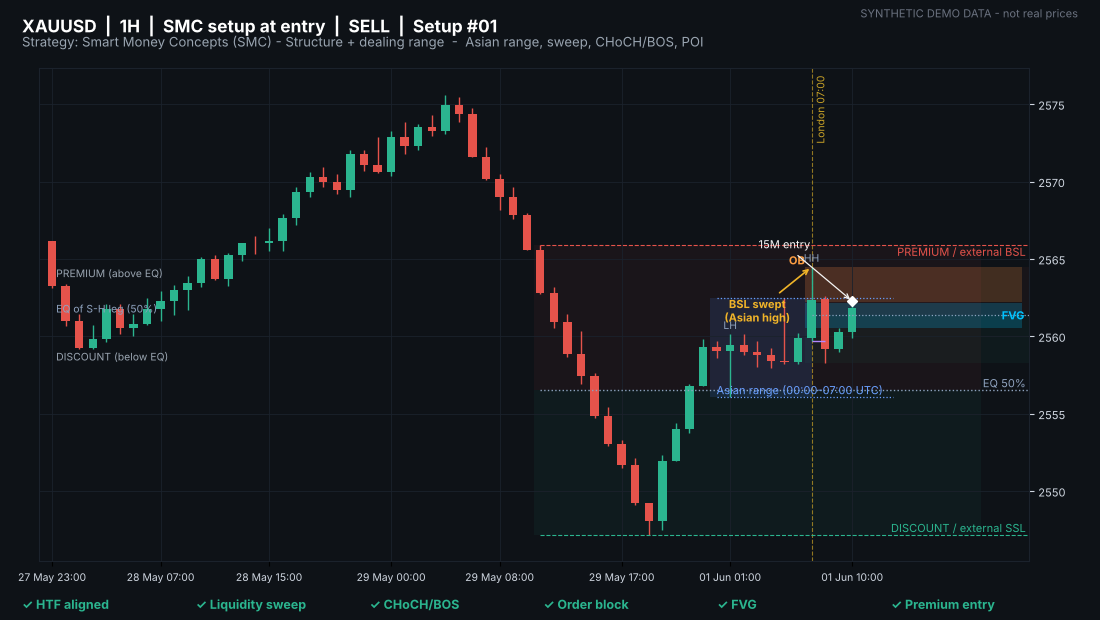 SYNTHETIC DEMO DATA - not real prices
XAUUSD | 1H | SMC setup at entry | SELL | Setup #01
Strategy: Smart Money Concepts (SMC) - Structure + dealing range - Asian range, sweep, CHoCH/BOS, POI
London 07:00
2575
2570
15M entry
PREMIUM / external BSL
OB
HH
2565
PREMIUM (above EQ)
BSL swept
(Asian high)
EQ of S-H leg (50%)
FVG
LH
2560
DISCOUNT (below EQ)
EQ 50%
Asian range (00:00-07:00 UTC)
2555
2550
DISCOUNT / external SSL
27 May 23:00
28 May 07:00
28 May 15:00
29 May 00:00
29 May 08:00
29 May 17:00
01 Jun 01:00
01 Jun 10:00
✓ HTF aligned
✓ Liquidity sweep
✓ CHoCH/BOS
✓ Order block
✓ FVG
✓ Premium entry